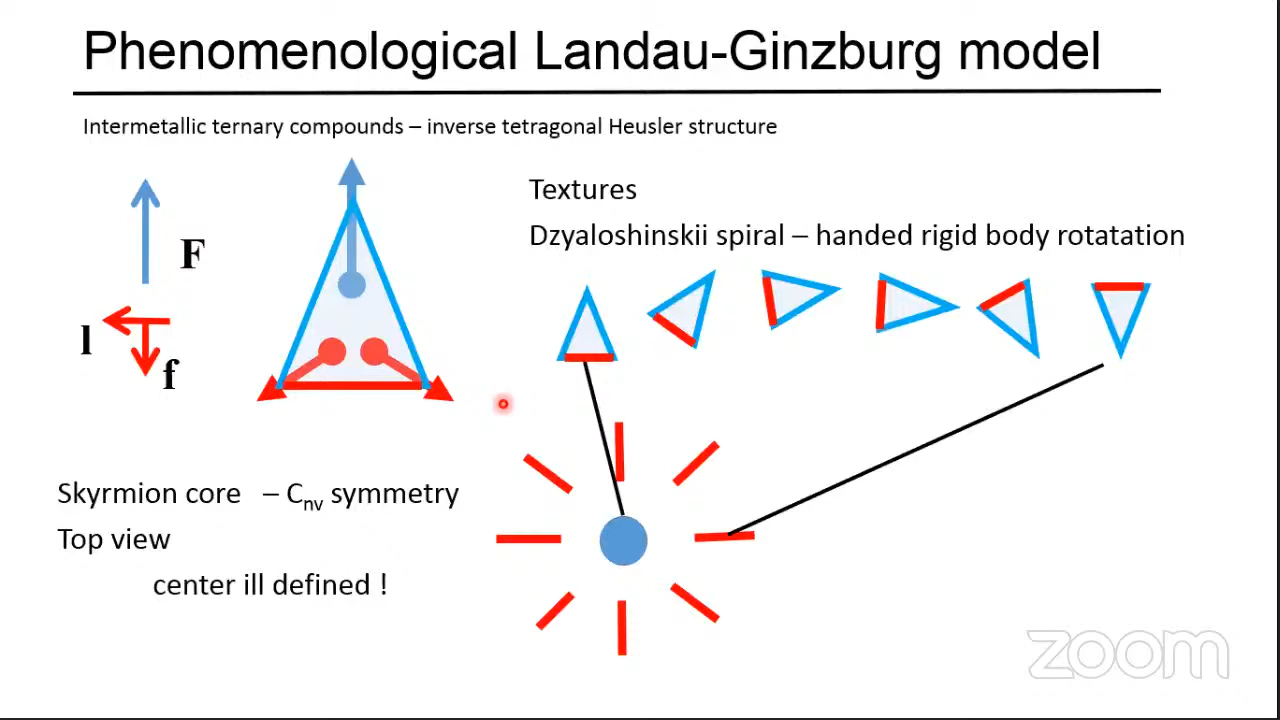 Phenomenological Landau-Ginzburg model
Intermetallic ternary compounds – inverse tetragonal Heusler structure
F
l
f
Textures
Dzyaloshinskii spiral – handed rigid body rotatation
Skyrmion core – Cnv symmetry
Top view
center ill defined !
zoom